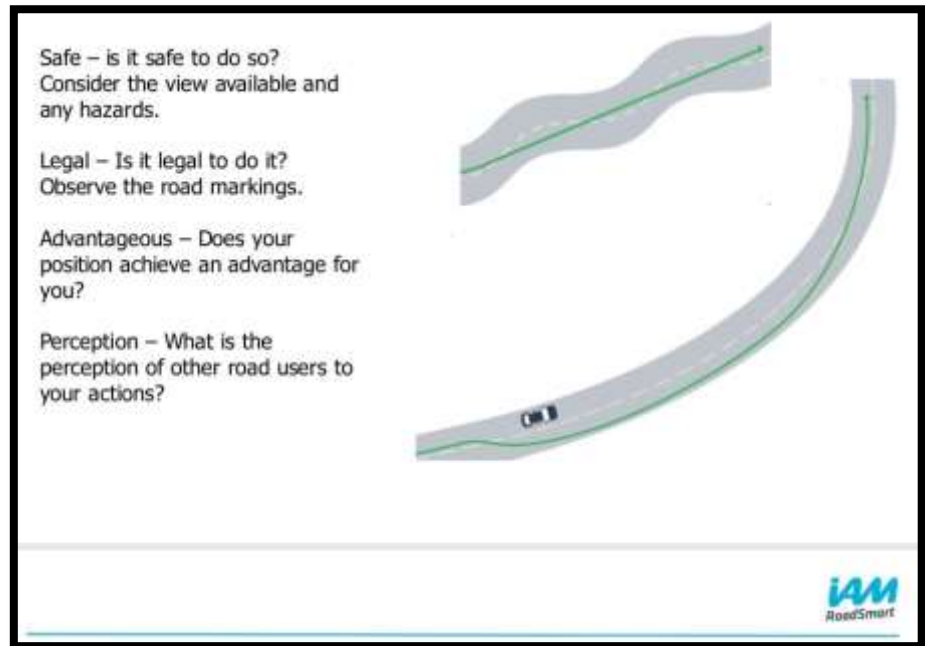 Safe – is it safe to do so?
Consider the view available and
any hazards.
Legal – Is it legal to do it?
Observe the road markings.
Advantageous – Does your
position achieve an advantage for
you?
Perception – What is the
perception of other road users to
your actions?
iAM
RoadSmart